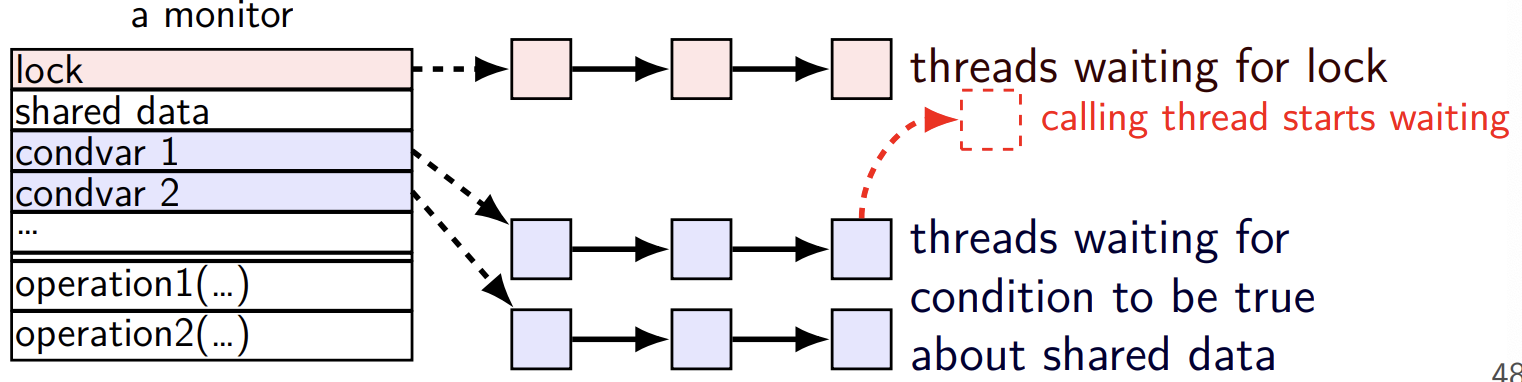 a monitor
lock
shared data
condvar 1
condvar 2
...
operation1(...)
operation2(...)
threads waiting for lock
calling thread starts waiting
threads waiting for
condition to be true
about shared data
48